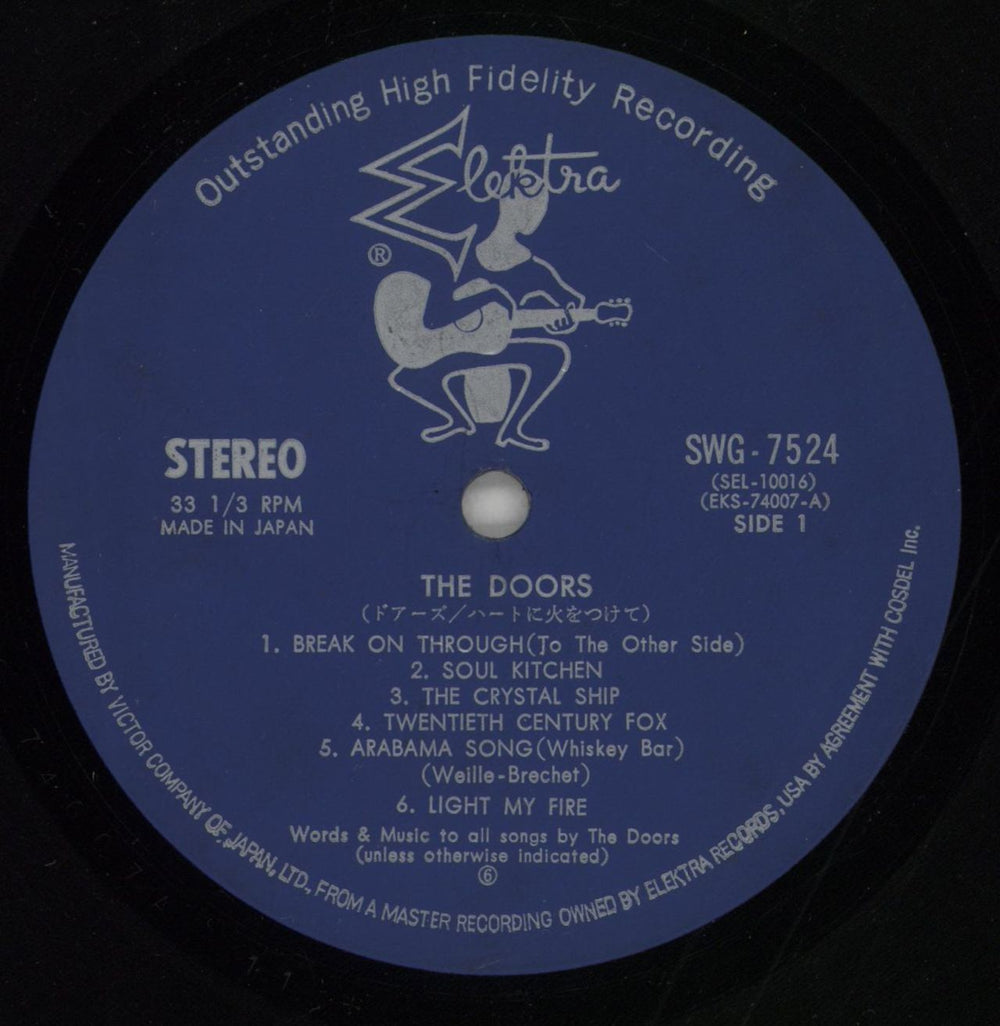 Outstanding High Fidelity Recording
Elektra
®
STEREO
33 1/3 RPM
MADE IN JAPAN
SWG-7524
(SEL-10016)
(EKS-74007-A)
SIDE 1
THE DOORS
(ドアーズ/ハートに火をつけて)
1. BREAK ON THROUGH(To The Other Side)
2. SOUL KITCHEN
3. THE CRYSTAL SHIP
4. TWENTIETH CENTURY FOX
5. ARABAMA SONG(Whiskey Bar)
(Weille-Brechet)
6. LIGHT MY FIRE
Words & Music to all songs by The Doors
(unless otherwise indicated)
⑥
MANUFACTURED BY VICTOR COMPANY OF JAPAN, LTD., FROM A MASTER RECORDING OWNED BY ELEKTRA RECORDS, USA BY AGREEMENT WITH COSDEL Inc.